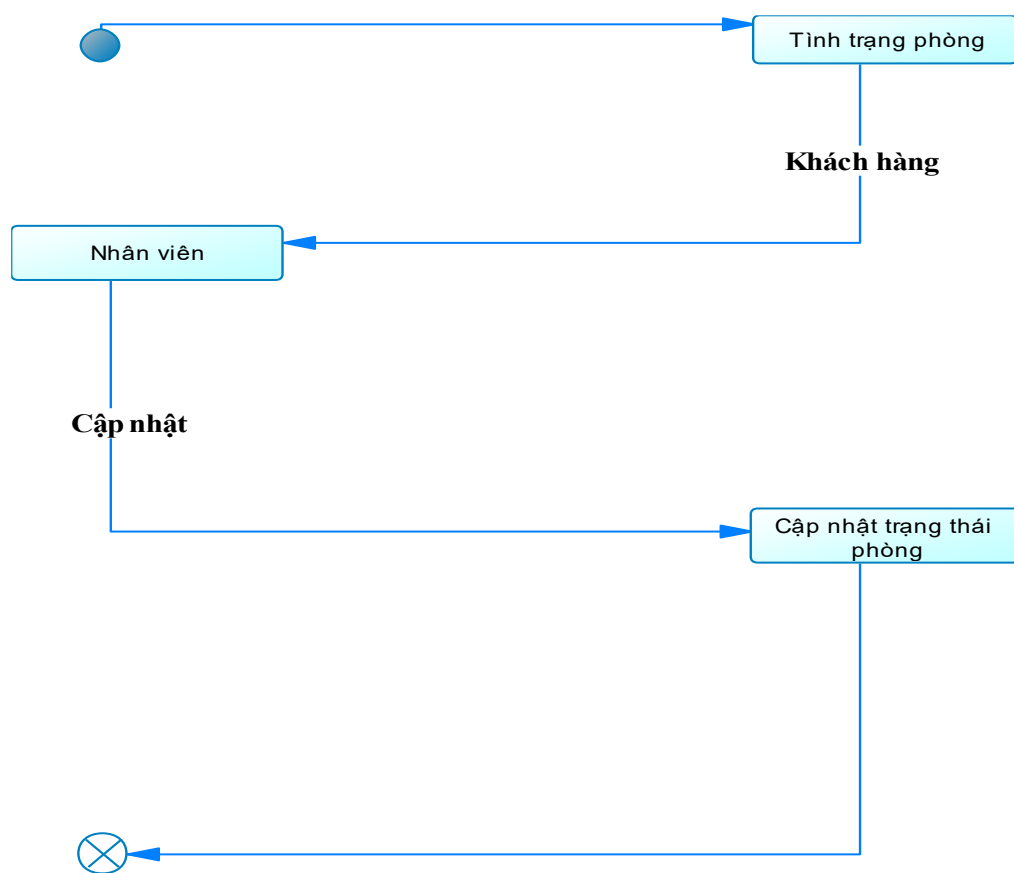 Tình trạng phòng
Khách hàng
Nhân viên
Cập nhật
Cập nhật trạng thái
phòng